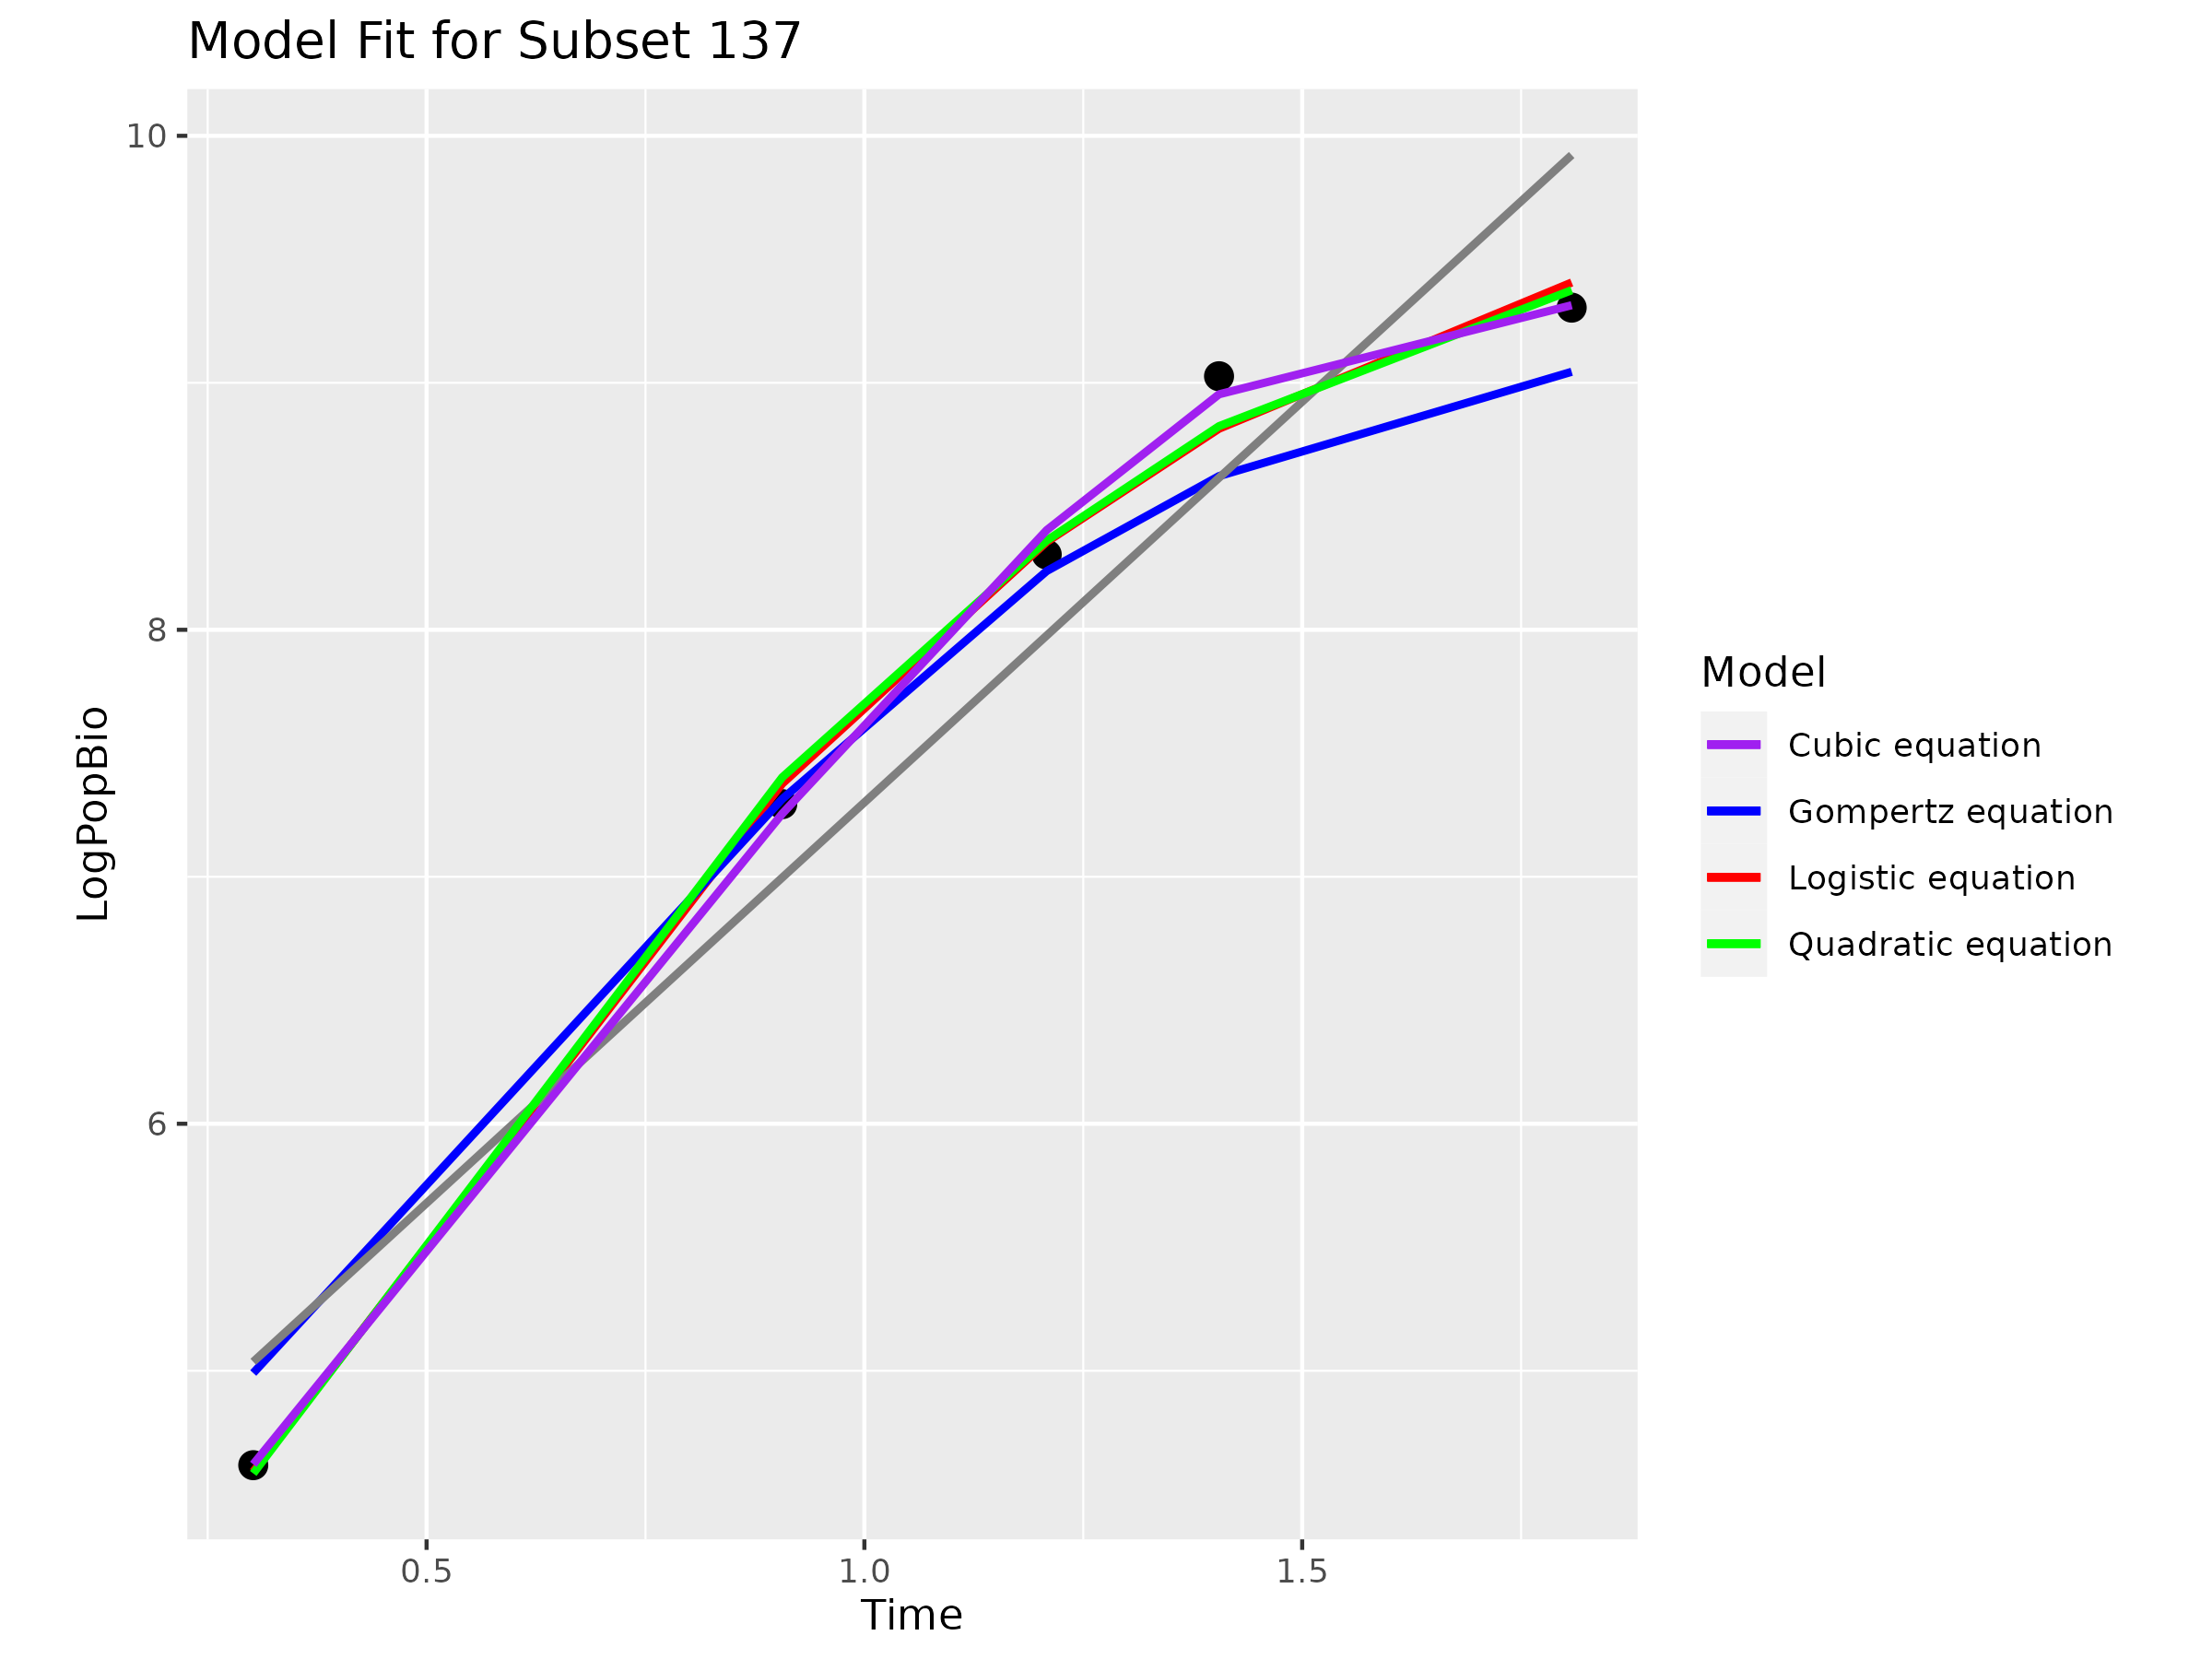 Model Fit for Subset 137
10
8
6
LogPopBio
0.5
1.0
1.5
Time
Model
Cubic equation
Gompertz equation
Logistic equation
Quadratic equation